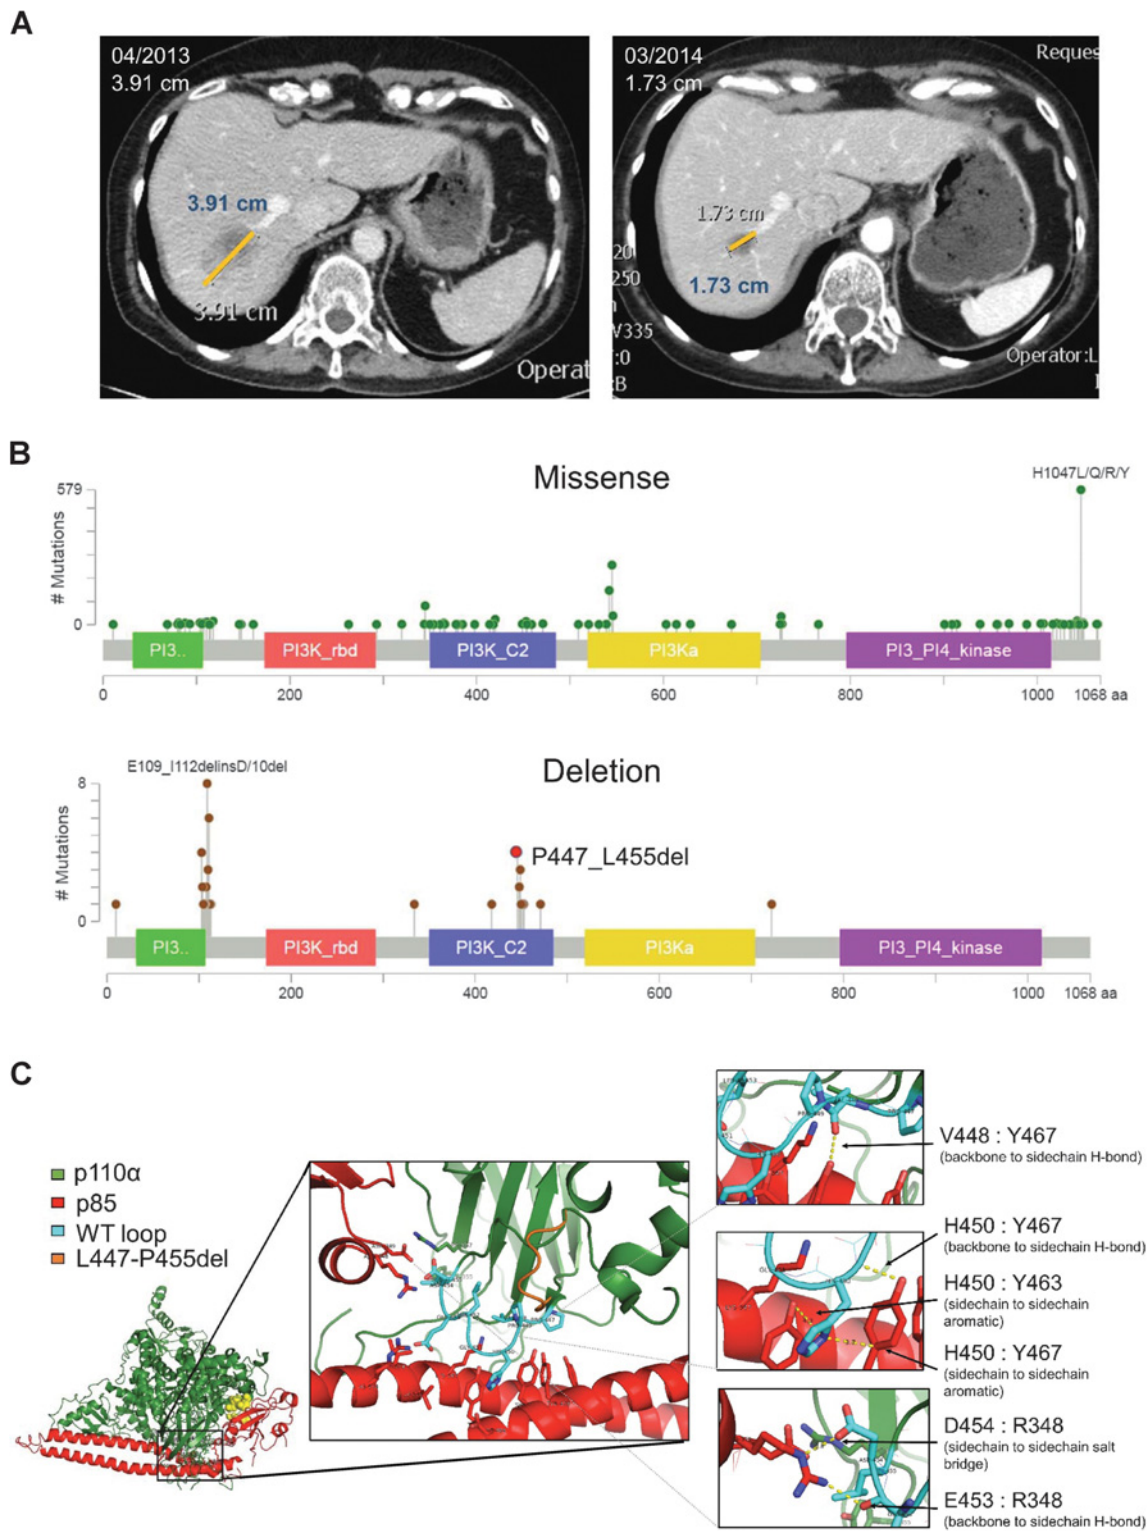 A
04/2013
3.91 cm
3.91 cm
3.91 cm
Operat
03/2014
1.73 cm
Reques
1.73 cm
1.73 cm
20
250
V335
:0
:B
Operator:L
B
Missense
H1047L/Q/R/Y
579
# Mutations
0
PI3..
PI3K_rbd
PI3K_C2
PI3Ka
PI3_PI4_kinase
0 200 400 600 800 1000 1068 aa
Deletion
E109_I112delinsD/10del
8
P447_L455del
# Mutations
0
PI3..
PI3K_rbd
PI3K_C2
PI3Ka
PI3_PI4_kinase
0 200 400 600 800 1000 1068 aa
C
p110α
p85
WT loop
L447-P455del
V448 : Y467
(backbone to sidechain H-bond)
H450 : Y467
(backbone to sidechain H-bond)
H450 : Y463
(sidechain to sidechain
aromatic)
H450 : Y467
(sidechain to sidechain
aromatic)
D454 : R348
(sidechain to sidechain salt
bridge)
E453 : R348
(backbone to sidechain H-bond)